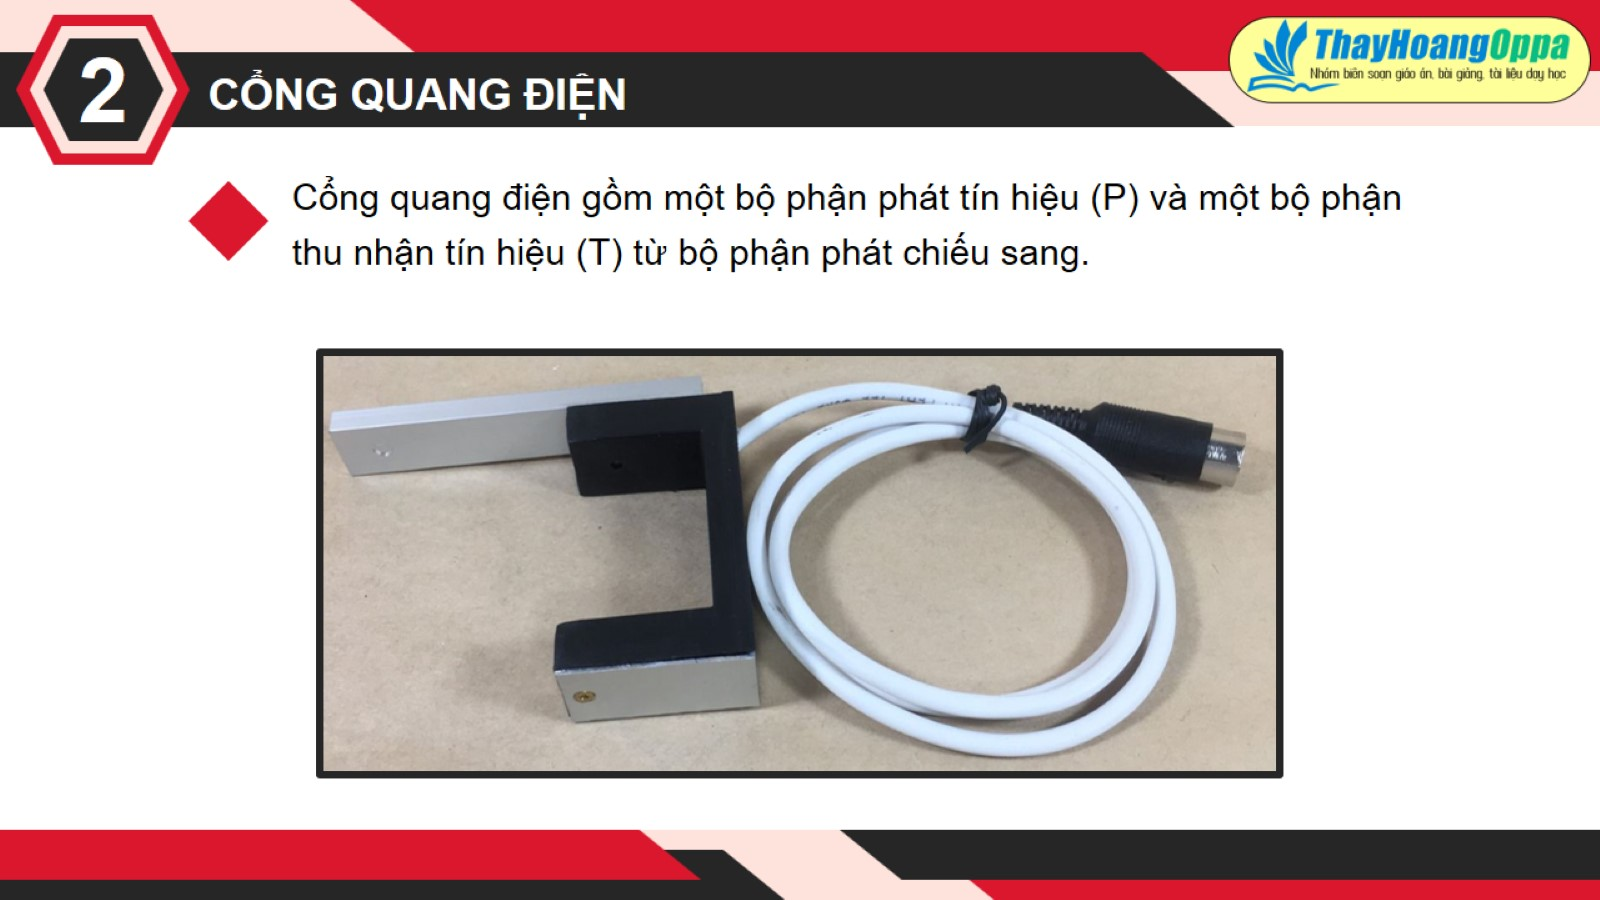 2
CỔNG QUANG ĐIỆN
ThayHoangOppa
Nhóm biên soạn giáo án, bài giảng, tài liệu dạy học
Cổng quang điện gồm một bộ phận phát tín hiệu (P) và một bộ phận
thu nhận tín hiệu (T) từ bộ phận phát chiếu sang.